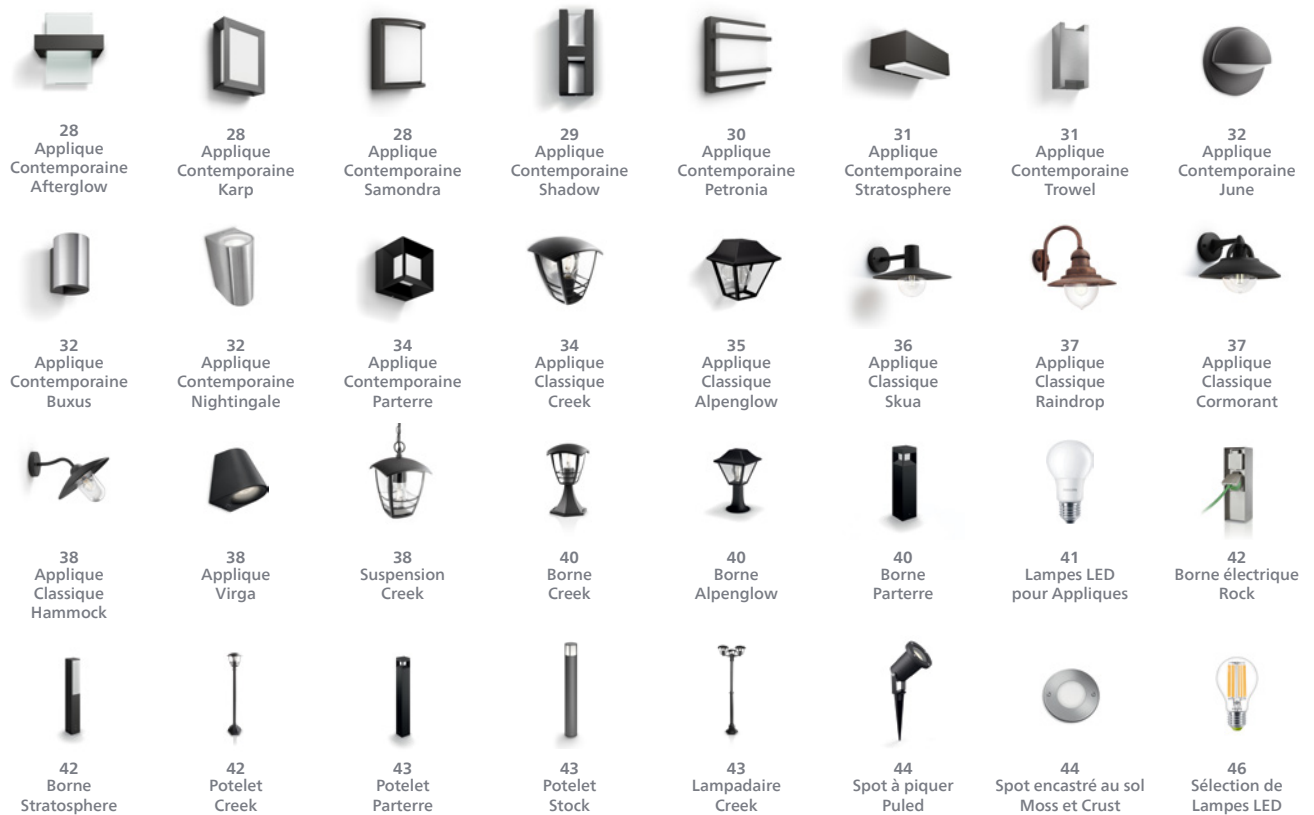 28
Applique
Contemporaine
Afterglow
28
Applique
Contemporaine
Karp
28
Applique
Contemporaine
Samondra
29
Applique
Contemporaine
Shadow
30
Applique
Contemporaine
Petronia
31
Applique
Contemporaine
Stratosphere
31
Applique
Contemporaine
Trowel
32
Applique
Contemporaine
June
32
Applique
Contemporaine
Buxus
32
Applique
Contemporaine
Nightingale
34
Applique
Contemporaine
Parterre
34
Applique
Classique
Creek
35
Applique
Classique
Alpenglow
36
Applique
Classique
Skua
37
Applique
Classique
Raindrop
37
Applique
Classique
Cormorant
38
Applique
Classique
Hammock
38
Applique
Virga
38
Suspension
Creek
40
Borne
Creek
40
Borne
Alpenglow
40
Borne
Parterre
41
Lampes LED
pour Appliques
42
Borne électrique
Rock
42
Borne
Stratosphere
42
Potelet
Creek
43
Potelet
Parterre
43
Potelet
Stock
43
Lampadaire
Creek
44
Spot à piquer
Puled
44
Spot encastré au sol
Moss et Crust
46
Sélection de
Lampes LED